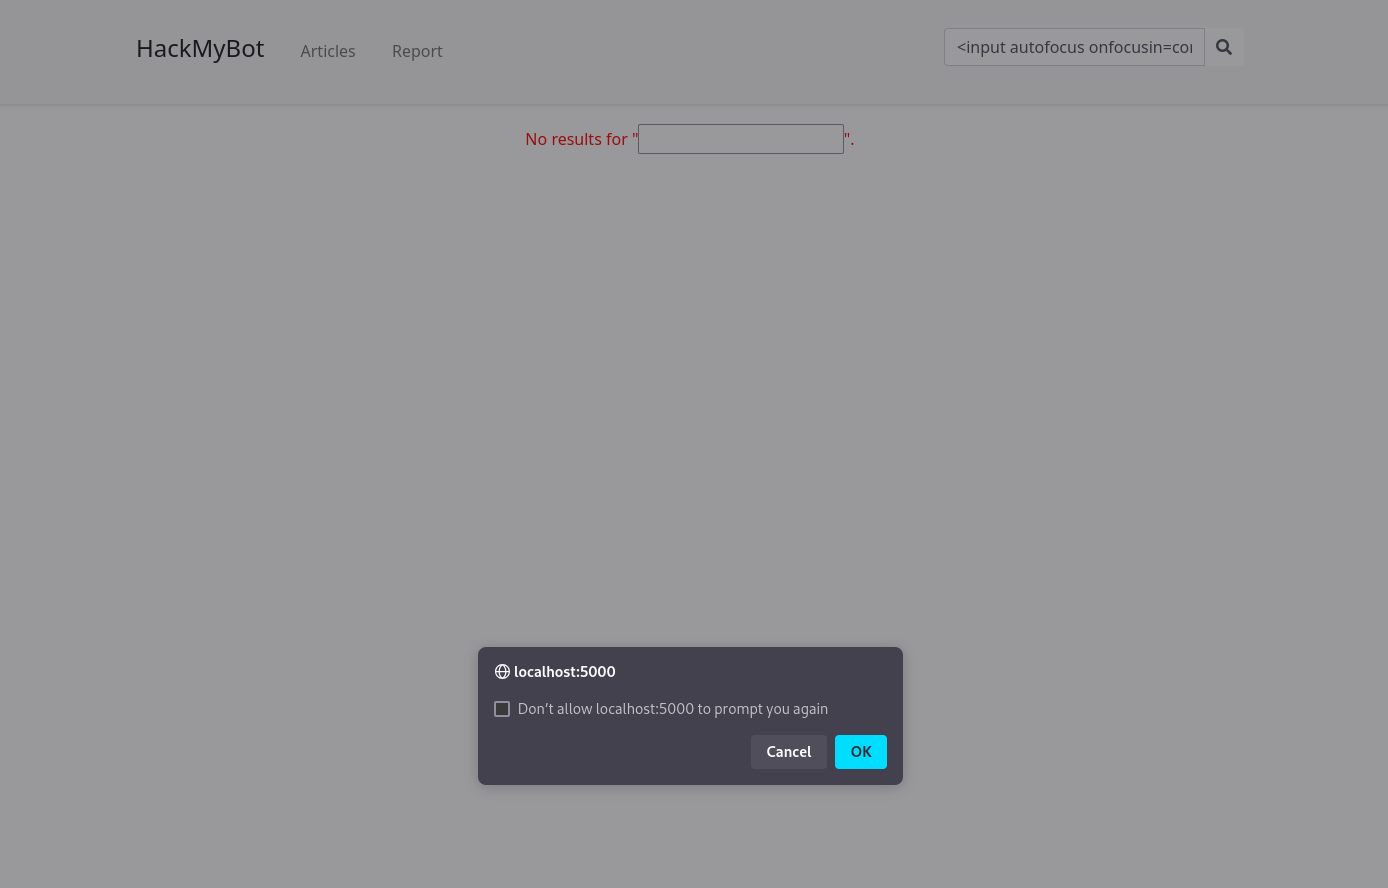 HackMyBot Articles Report <input autofocus onfocusin=co
No results for " ".
localhost:5000
Don't allow localhost:5000 to prompt you again
Cancel OK